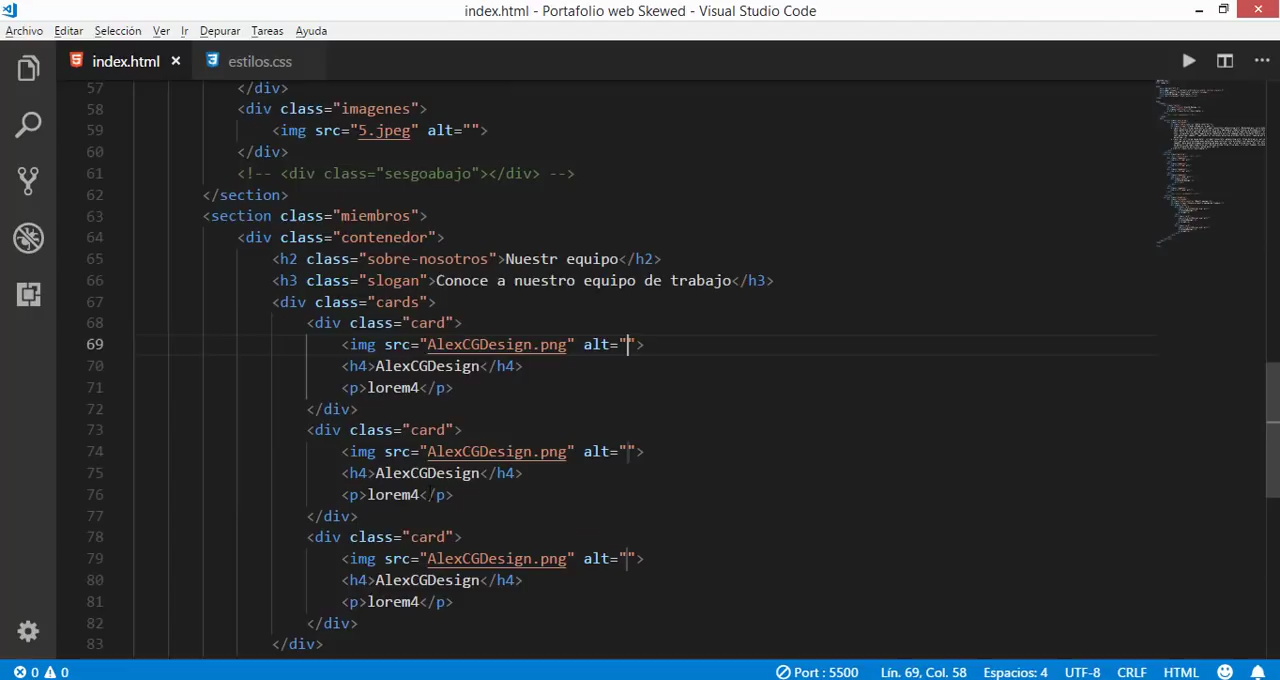 index.html - Portafolio web Skewed - Visual Studio Code
Archivo Editar Selección Ver Ir Depurar Tareas Ayuda
index.html × estilos.css
57 </div>
58 <div class="imagenes">
59 <img src="5.jpeg" alt="">
60 </div>
61 <!-- <div class="sesgoabajo"></div> -->
62 </section>
63 <section class="miembros">
64 <div class="contenedor">
65 <h2 class="sobre-nosotros">Nuestr equipo</h2>
66 <h3 class="slogan">Conoce a nuestro equipo de trabajo</h3>
67 <div class="cards">
68 <div class="card">
69 <img src="AlexCGDesign.png" alt="">
70 <h4>AlexCGDesign</h4>
71 <p>lorem4</p>
72 </div>
73 <div class="card">
74 <img src="AlexCGDesign.png" alt="">
75 <h4>AlexCGDesign</h4>
76 <p>lorem4</p>
77 </div>
78 <div class="card">
79 <img src="AlexCGDesign.png" alt="">
80 <h4>AlexCGDesign</h4>
81 <p>lorem4</p>
82 </div>
83 </div>
0 0 Port : 5500 Lín. 69, Col. 58 Espacios: 4 UTF-8 CRLF HTML